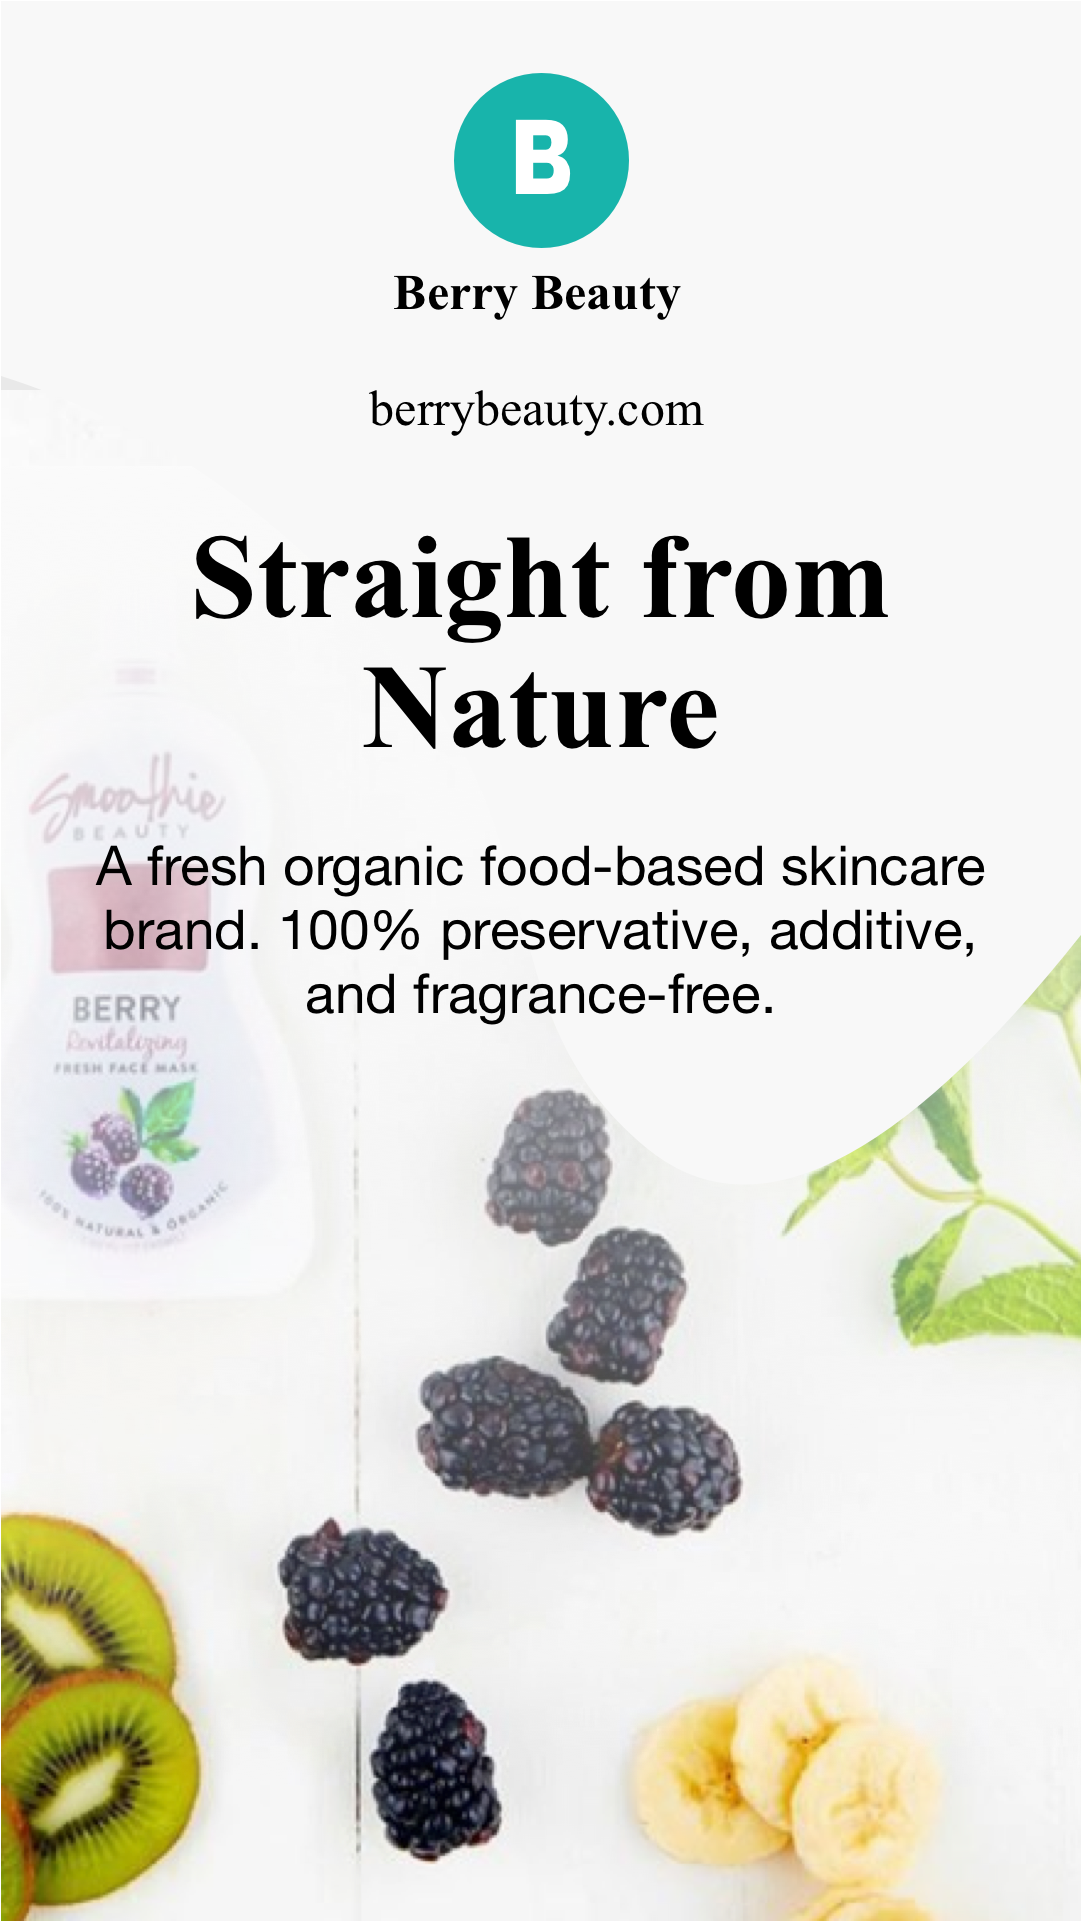 B
Berry Beauty
berrybeauty.com
Straight from
Nature
Smoothie
BEAUTY
A fresh organic food-based skincare
brand. 100% preservative, additive,
and fragrance-free.
BERRY
Revitalizing
FRESH FACE MASK
100% NATURAL & ORGANIC